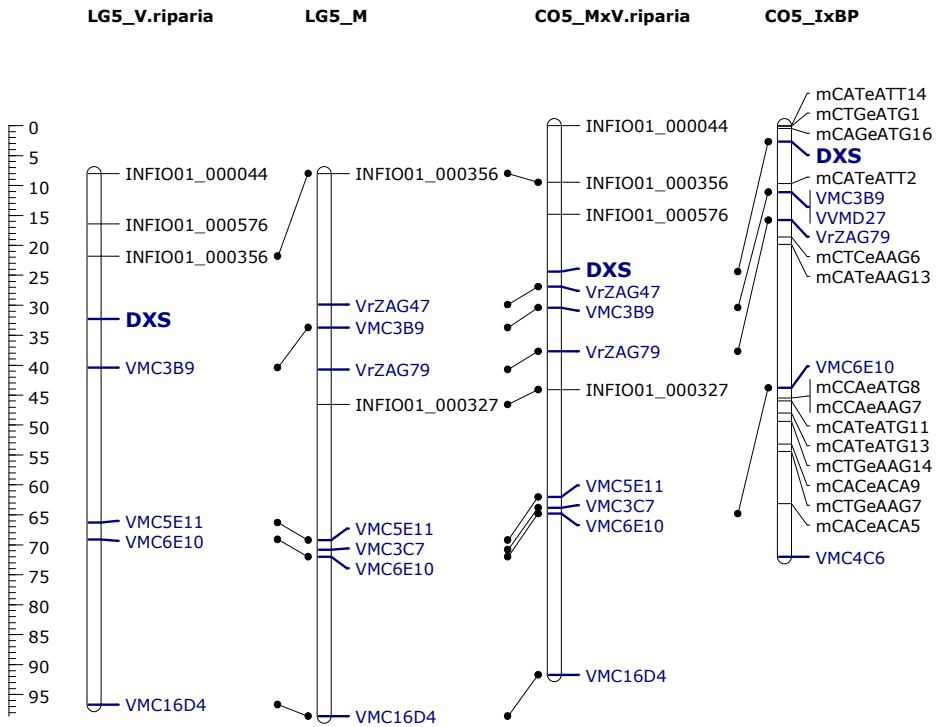 LG5_V.riparia
LG5_M
CO5_MxV.riparia
CO5_IxBP
0
5
10
15
20
25
30
35
40
45
50
55
60
65
70
75
80
85
90
95
INFIO01_000044
INFIO01_000576
INFIO01_000356
DXS
VMC3B9
VMC5E11
VMC6E10
VMC16D4
INFIO01_000356
VrZAG47
VMC3B9
VrZAG79
INFIO01_000327
VMC5E11
VMC3C7
VMC6E10
VMC16D4
INFIO01_000044
INFIO01_000356
INFIO01_000576
DXS
VrZAG47
VMC3B9
VrZAG79
INFIO01_000327
VMC5E11
VMC3C7
VMC6E10
VMC16D4
mCATeATT14
mCTGeATG1
mCAGeATG16
DXS
mCATeATT2
VMC3B9
VVMD27
VrZAG79
mCTCeAAG6
mCATeAAG13
VMC6E10
mCCAeATG8
mCCAeAAG7
mCATeATG11
mCATeATG13
mCTGeAAG14
mCACeACA9
mCTGeAAG7
mCACeACA5
VMC4C6